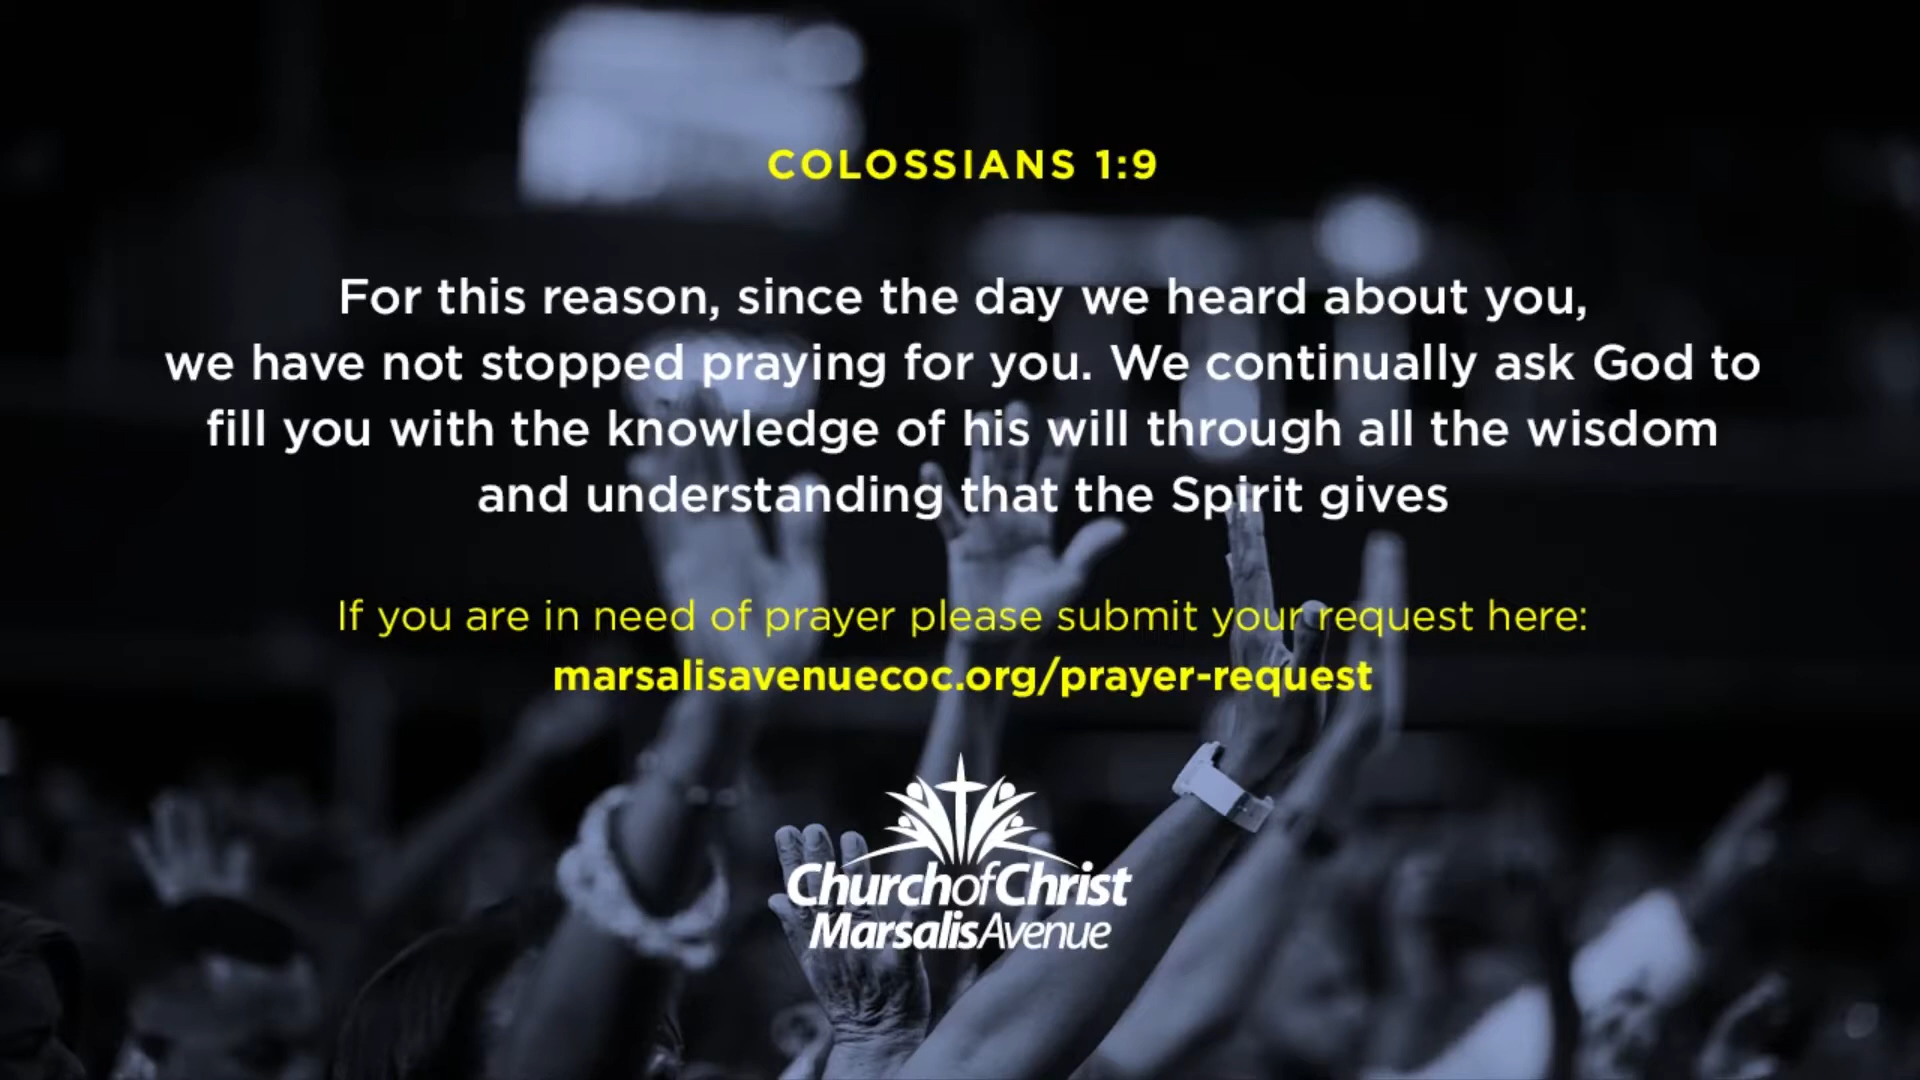 COLOSSIANS 1:9
For this reason, since the day we heard about you,
we have not stopped praying for you. We continually ask God to
fill you with the knowledge of his will through all the wisdom
and understanding that the Spirit gives
If you are in need of prayer please submit your request here:
marsalisavenuecoc.org/prayer-request
ChurchofChrist
MarsalisAvenue